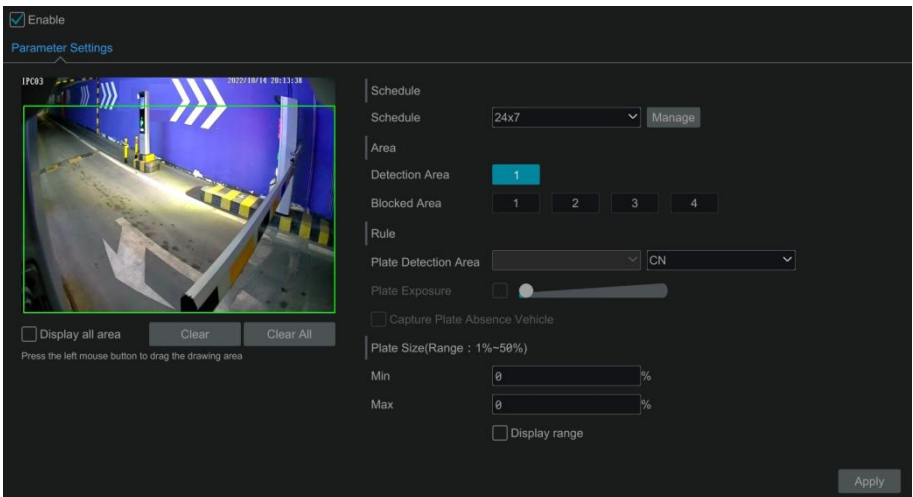 Enable
Parameter Settings
IPC03 2022/10/14 20:13:38
Display all area Clear Clear All
Press the left mouse button to drag the drawing area
Schedule
Schedule 24x7 Manage
Area
Detection Area 1
Blocked Area 1 2 3 4
Rule
Plate Detection Area CN
Plate Exposure
Capture Plate Absence Vehicle
Plate Size(Range : 1%~50%)
Min 0 %
Max 0 %
Display range
Apply